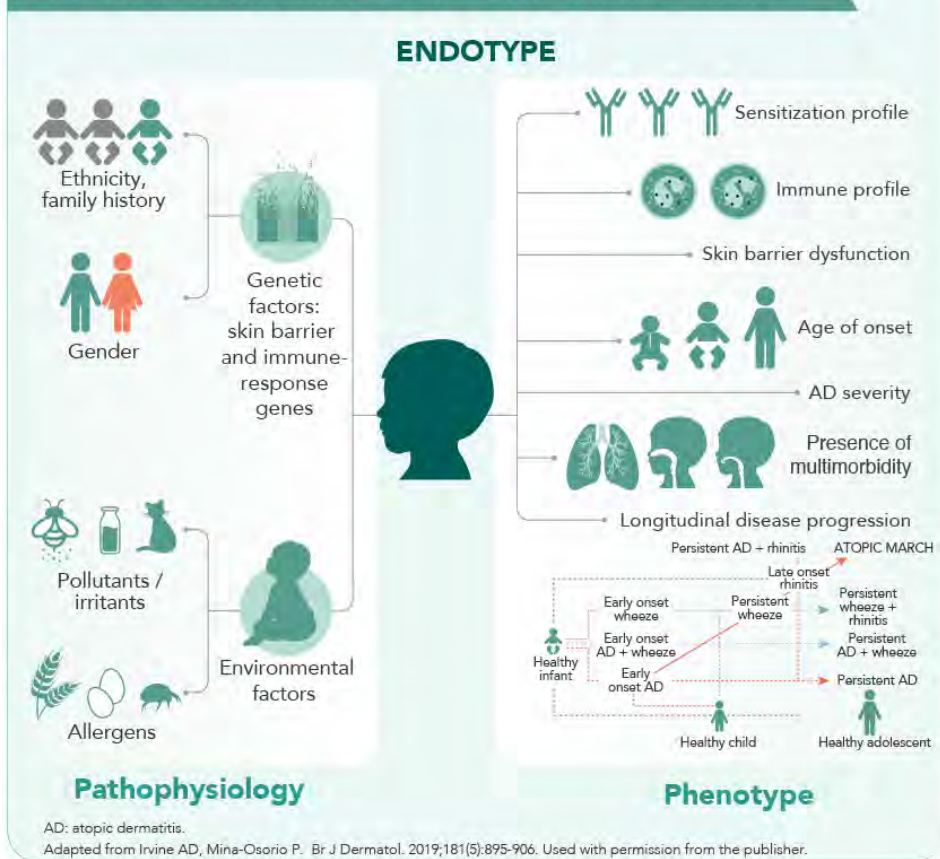 ENDOTYPE
Ethnicity,
family history
Gender
Genetic
factors:
skin barrier
and immune-
response
genes
Pollutants /
irritants
Allergens
Environmental
factors
Pathophysiology
Sensitization profile
Immune profile
Skin barrier dysfunction
Age of onset
AD severity
Presence of
multimorbidity
Longitudinal disease progression
Persistent AD + rhinitis
ATOPIC MARCH
Late onset
rhinitis
Early onset
wheeze
Persistent
wheeze
Persistent
wheeze +
rhinitis
Early onset
AD + wheeze
Persistent
AD + wheeze
Healthy
infant
Early
onset AD
Persistent AD
Healthy child
Healthy adolescent
Phenotype
AD: atopic dermatitis.
Adapted from Irvine AD, Mina-Osorio P. Br J Dermatol. 2019;181(5):895-906. Used with permission from the publisher.